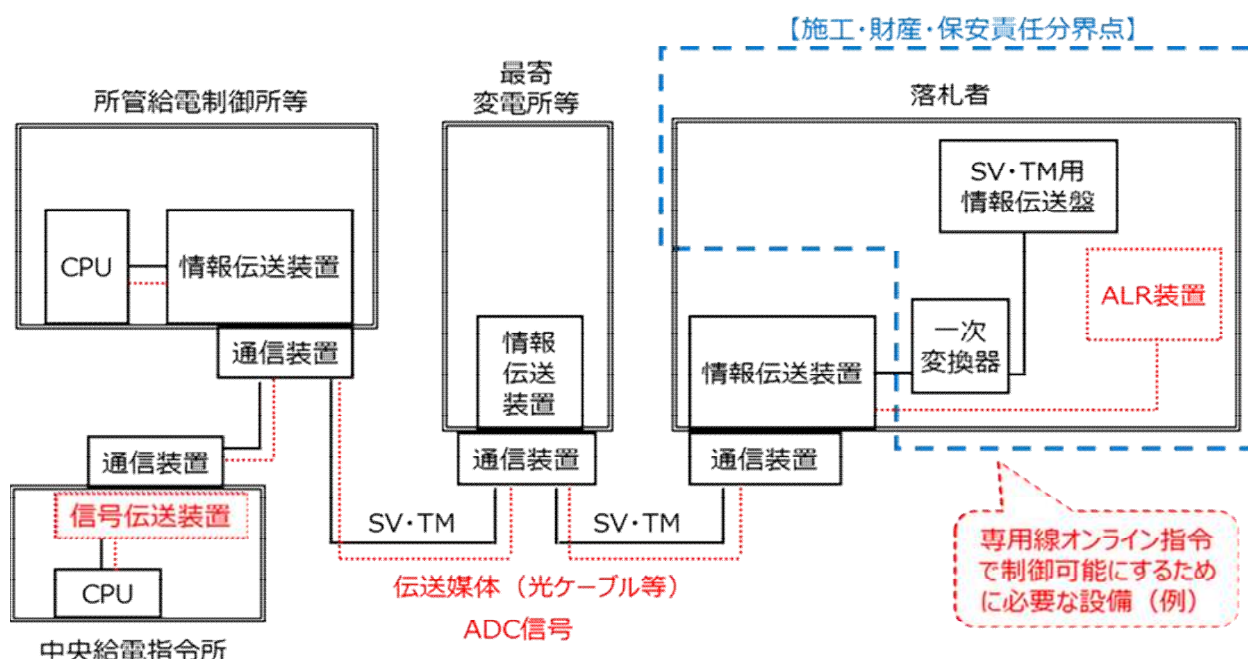 【施工・財産・保安責任分界点】
所管給電制御所等
最寄
変電所等
落札者
CPU
情報伝送装置
通信装置
通信装置
信号伝送装置
CPU
中央給電指令所
情報
伝送
装置
通信装置
SV・TM
SV・TM
伝送媒体（光ケーブル等）
ADC信号
SV・TM用
情報伝送盤
ALR装置
一次
変換器
情報伝送装置
通信装置
専用線オンライン指令
で制御可能にするため
に必要な設備（例）